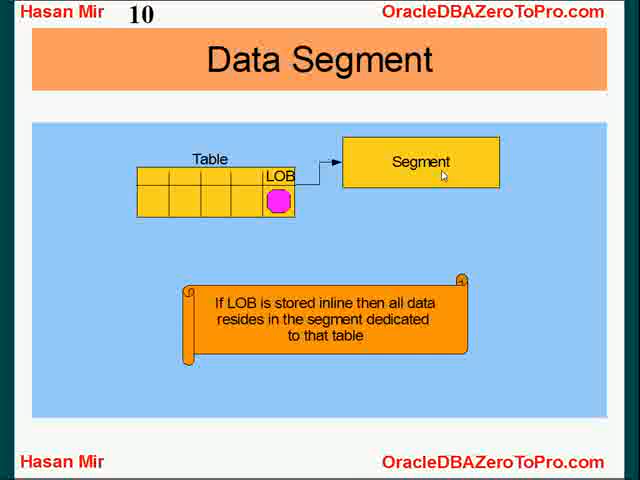 Hasan Mir 10 OracleDBAZeroToPro.com
Data Segment
Table
LOB
Segment
If LOB is stored inline then all data
resides in the segment dedicated
to that table
Hasan Mir OracleDBAZeroToPro.com